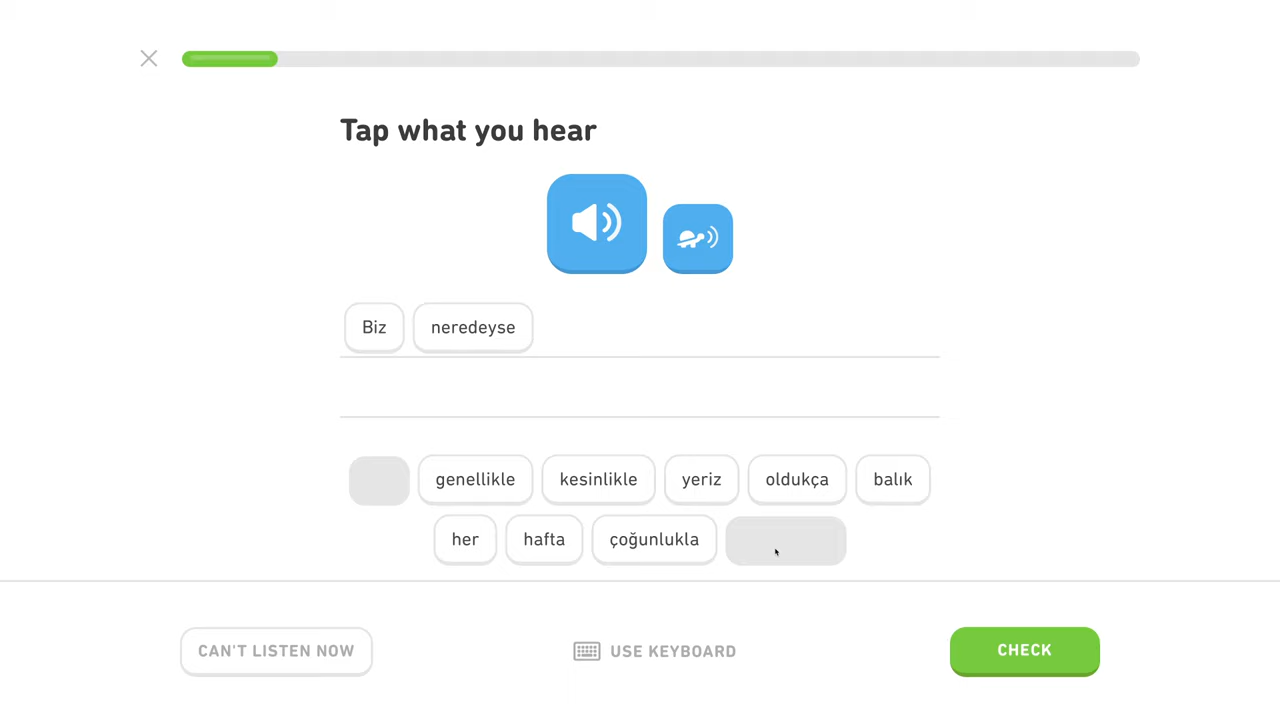 Tap what you hear
Biz neredeyse
genellikle kesinlikle yeriz oldukça balık
her hafta çoğunlukla
CAN'T LISTEN NOW USE KEYBOARD CHECK